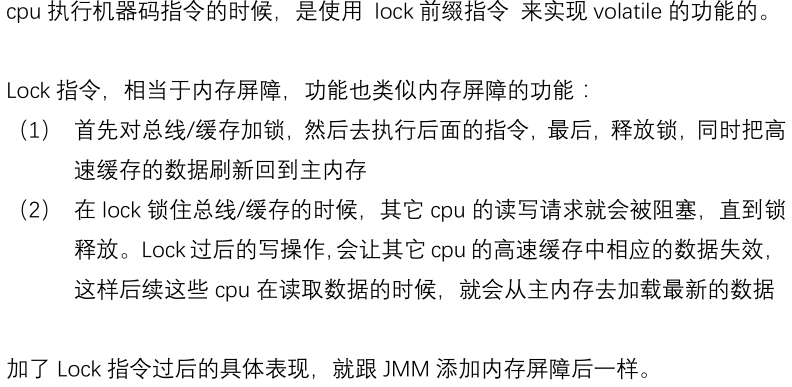 cpu 执行机器码指令的时候，是使用 lock 前缀指令 来实现 volatile 的功能的。
Lock 指令，相当于内存屏障，功能也类似内存屏障的功能：
（1） 首先对总线/缓存加锁，然后去执行后面的指令，最后，释放锁，同时把高
速缓存的数据刷新回到主内存
（2） 在 lock 锁住总线/缓存的时候，其它 cpu 的读写请求就会被阻塞，直到锁
释放。Lock 过后的写操作，会让其它 cpu 的高速缓存中相应的数据失效，
这样后续这些 cpu 在读取数据的时候，就会从主内存去加载最新的数据
加了 Lock 指令过后的具体表现，就跟 JMM 添加内存屏障后一样。